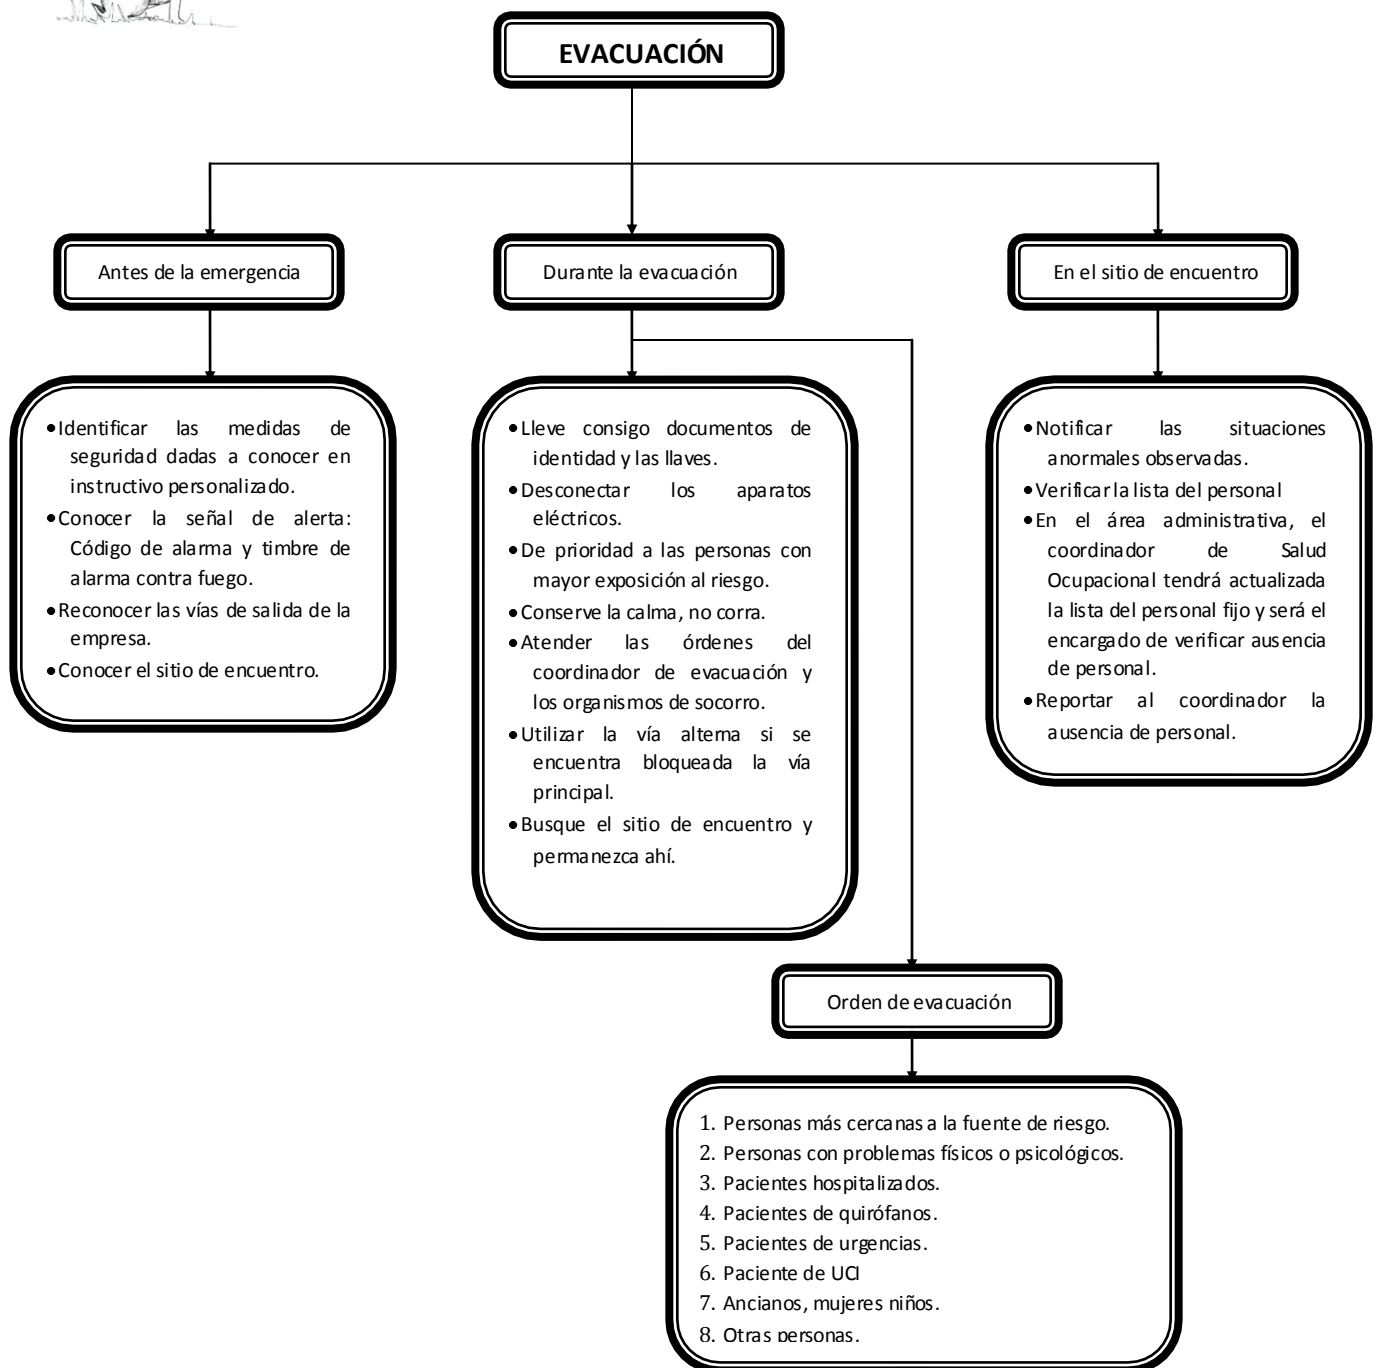 EVACUACIÓN
Antes de la emergencia
Durante la evacuación
En el sitio de encuentro
•Identificar las medidas de
seguridad dadas a conocer en
instructivo personalizado.
•Conocer la señal de alerta:
Código de alarma y timbre de
alarma contra fuego.
•Reconocer las vías de salida de la
empresa.
•Conocer el sitio de encuentro.
•Lleve consigo documentos de
identidad y las llaves.
•Desconectar los aparatos
eléctricos.
•De prioridad a las personas con
mayor exposición al riesgo.
•Conserve la calma, no corra.
•Atender las órdenes del
coordinador de evacuación y
los organismos de socorro.
•Utilizar la vía alterna si se
encuentra bloqueada la vía
principal.
•Busque el sitio de encuentro y
permanezca ahí.
•Notificar las situaciones
anormales observadas.
•Verificar la lista del personal
•En el área administrativa, el
coordinador de Salud
Ocupacional tendrá actualizada
la lista del personal fijo y será el
encargado de verificar ausencia
de personal.
•Reportar al coordinador la
ausencia de personal.
Orden de evacuación
1. Personas más cercanas a la fuente de riesgo.
2. Personas con problemas físicos o psicológicos.
3. Pacientes hospitalizados.
4. Pacientes de quirófanos.
5. Pacientes de urgencias.
6. Paciente de UCI
7. Ancianos, mujeres niños.
8. Otras personas.